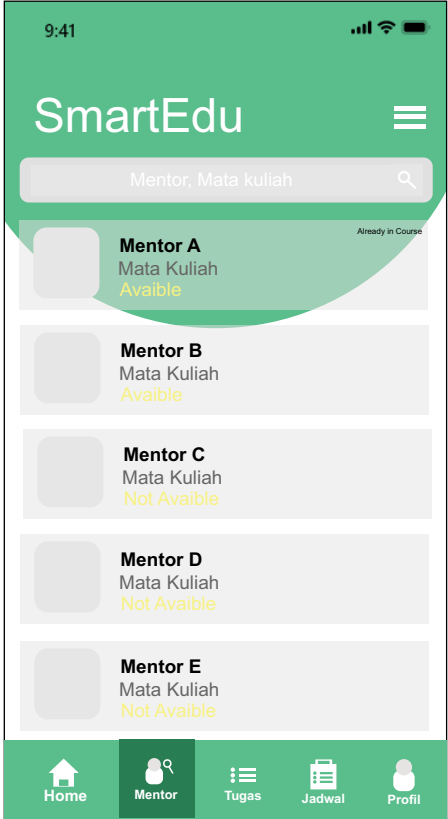 9:41
SmartEdu
Mentor, Mata kuliah
Already in Course
Mentor A
Mata Kuliah
Avaible
Mentor B
Mata Kuliah
Avaible
Mentor C
Mata Kuliah
Not Avaible
Mentor D
Mata Kuliah
Not Avaible
Mentor E
Mata Kuliah
Not Avaible
Home Mentor Tugas Jadwal Profil